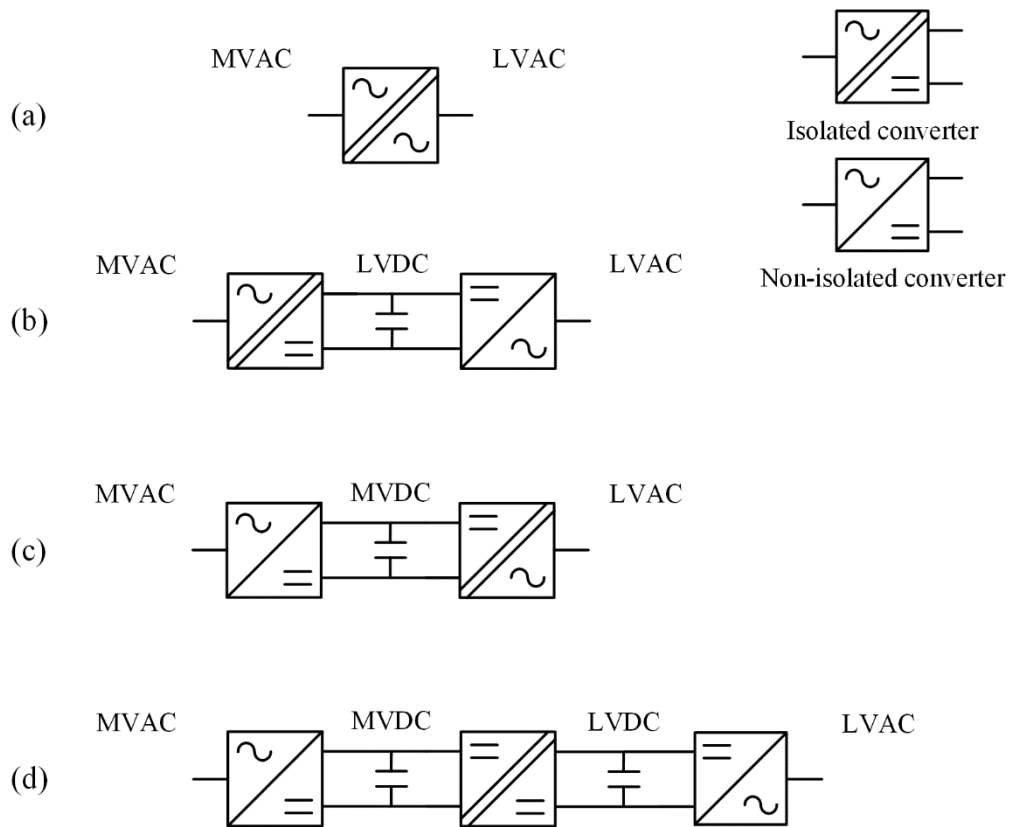 (a)
MVAC
LVAC
Isolated converter
Non-isolated converter
(b)
MVAC
LVDC
LVAC
(c)
MVAC
MVDC
LVAC
(d)
MVAC
MVDC
LVDC
LVAC